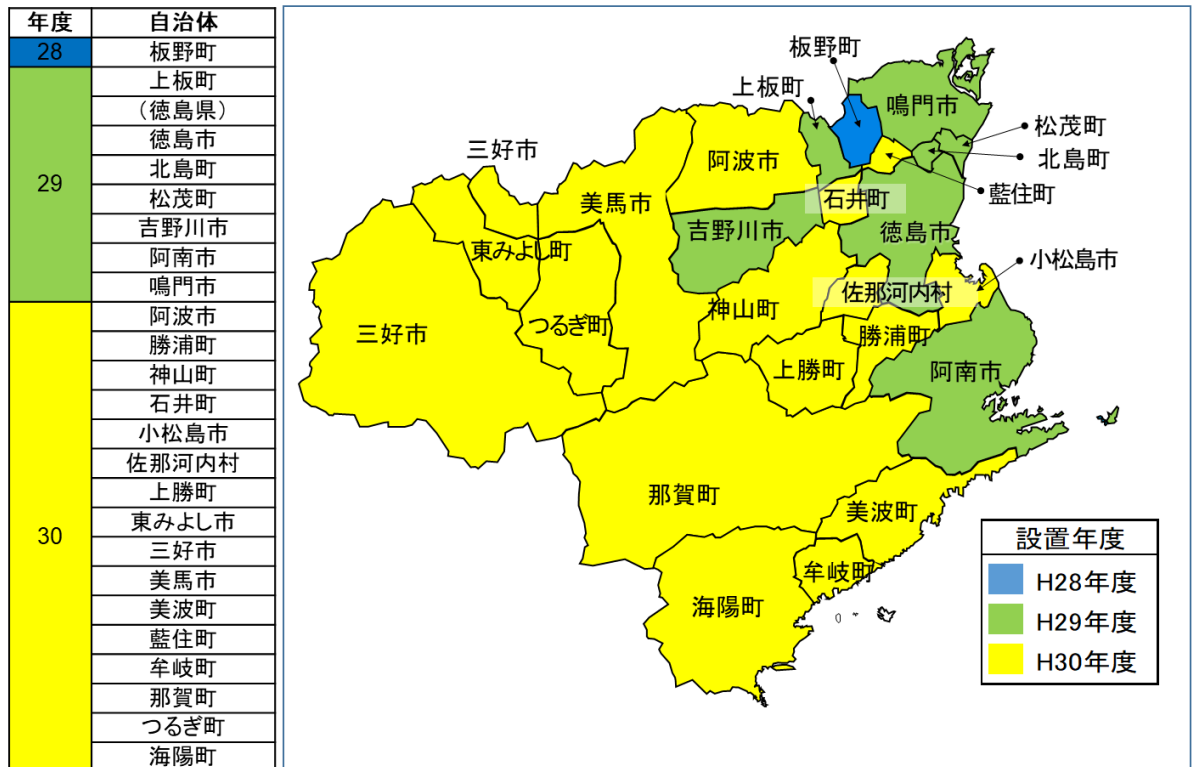 年度 自治体
28 板野町
29
上板町
（徳島県）
徳島市
北島町
松茂町
吉野川市
阿南市
鳴門市
30
阿波市
勝浦町
神山町
石井町
小松島市
佐那河内村
上勝町
東みよし市
三好市
美馬市
美波町
藍住町
牟岐町
那賀町
つるぎ町
海陽町
板野町
上板町
鳴門市
松茂町
北島町
藍住町
三好市
阿波市
美馬市
石井町
吉野川市
徳島市
東みよし町
小松島市
佐那河内村
神山町
つるぎ町
三好市
勝浦町
上勝町
阿南市
那賀町
美波町
牟岐町
海陽町
設置年度
H28年度
H29年度
H30年度